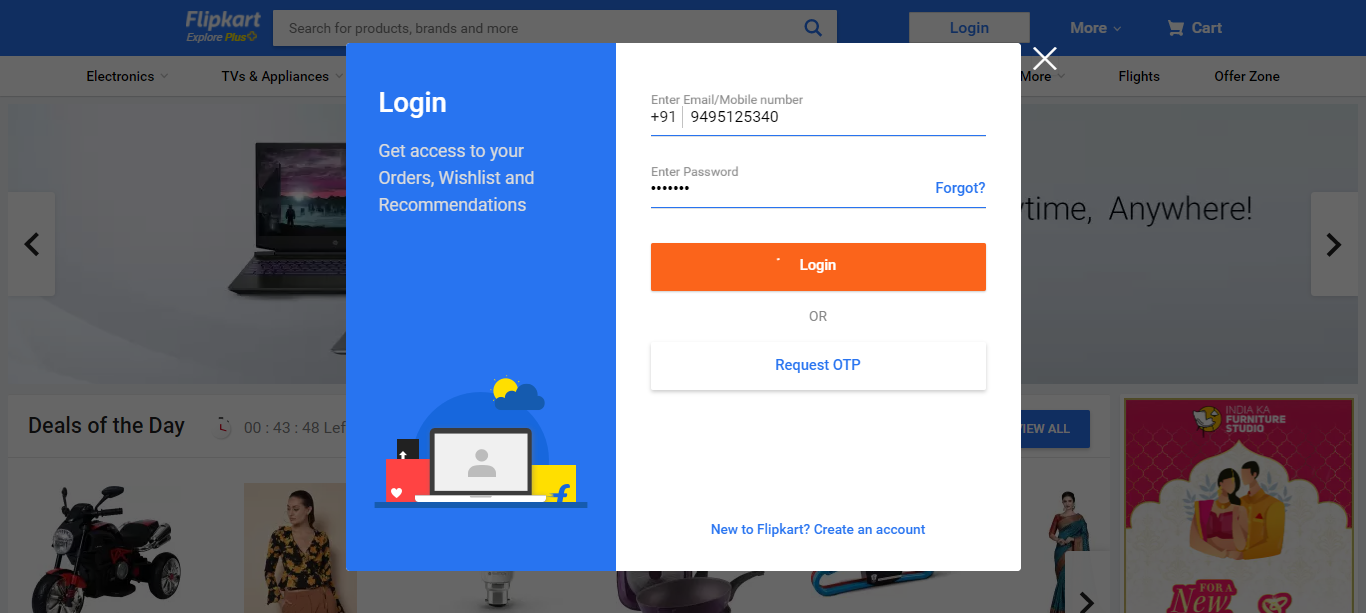 Flipkart
Explore Plus
Search for products, brands and more
Login
More
Cart
Electronics
TVs & Appliances
More
Flights
Offer Zone
Login
Get access to your
Orders, Wishlist and
Recommendations
Enter Email/Mobile number
+91 9495125340
Enter Password
•••••••
Forgot?
Login
OR
Request OTP
New to Flipkart? Create an account
ytime, Anywhere!
Deals of the Day
00 : 43 : 48 Lef
VIEW ALL
INDIA KA
FURNITURE
STUDIO
FOR A
New